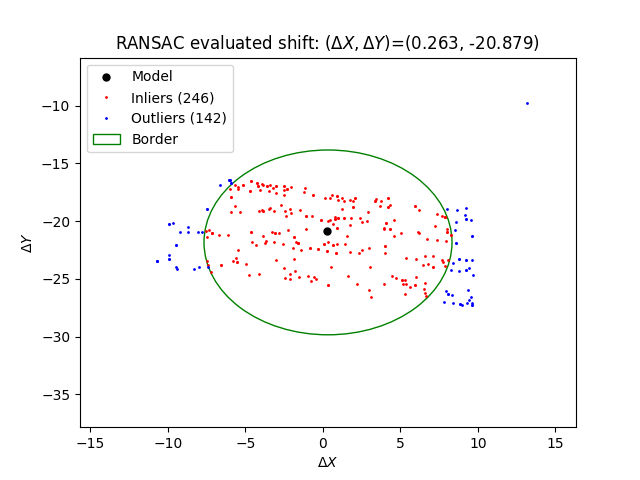 RANSAC evaluated shift: (ΔX, ΔY)=(0.263, -20.879)
Model
Inliers (246)
Outliers (142)
Border
−10
−15
−20
−25
−30
−35
ΔY
−15 −10 −5 0 5 10 15
ΔX